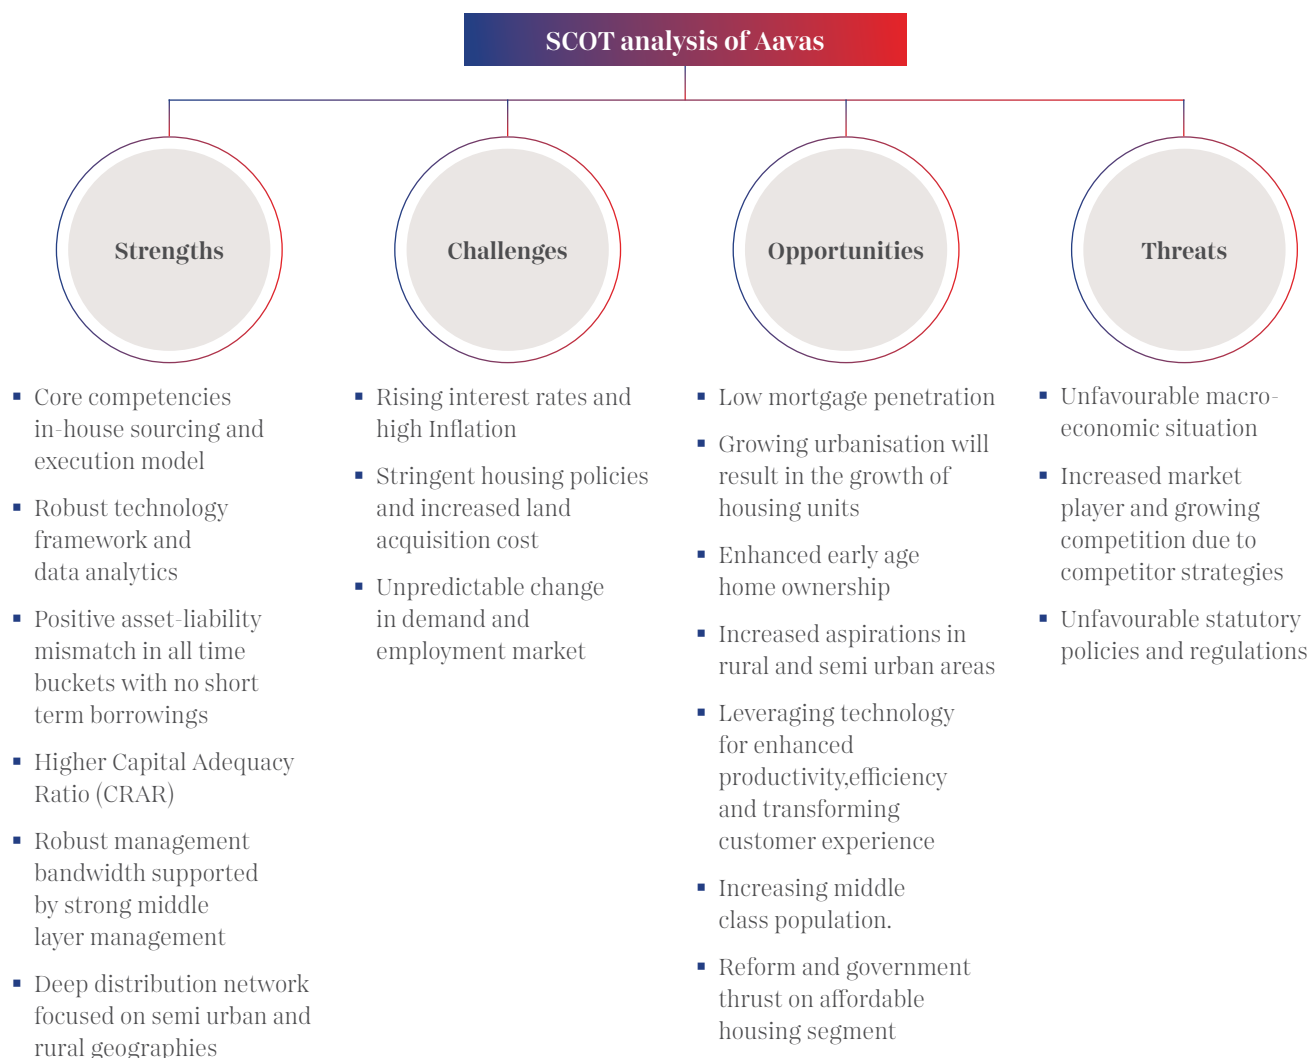 SCOT analysis of Aavas
Strengths
Core competencies
in-house sourcing and
execution model
Robust technology
framework and
data analytics
Positive asset-liability
mismatch in all time
buckets with no short
term borrowings
Higher Capital Adequacy
Ratio (CRAR)
Robust management
bandwidth supported
by strong middle
layer management
Deep distribution network
focused on semi urban and
rural geographies
Challenges
Rising interest rates and
high Inflation
Stringent housing policies
and increased land
acquisition cost
Unpredictable change
in demand and
employment market
Opportunities
Low mortgage penetration
Growing urbanisation will
result in the growth of
housing units
Enhanced early age
home ownership
Increased aspirations in
rural and semi urban areas
Leveraging technology
for enhanced
productivity,efficiency
and transforming
customer experience
Increasing middle
class population.
Reform and government
thrust on affordable
housing segment
Threats
Unfavourable macro-
economic situation
Increased market
player and growing
competition due to
competitor strategies
Unfavourable statutory
policies and regulations